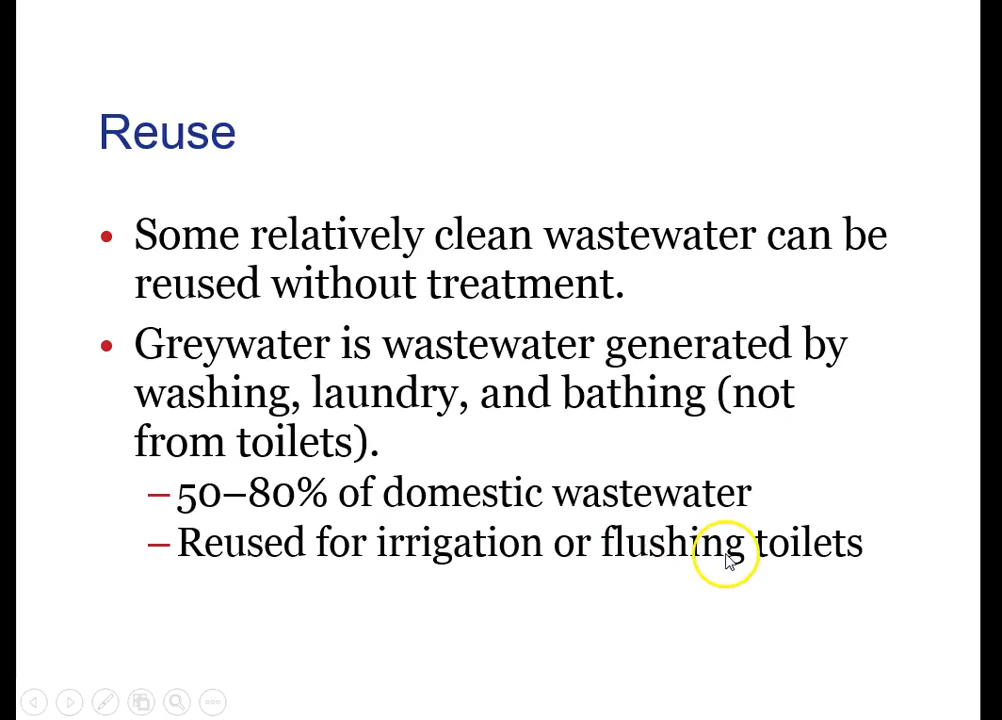 Reuse
• Some relatively clean wastewater can be
reused without treatment.
• Greywater is wastewater generated by
washing, laundry, and bathing (not
from toilets).
–50–80% of domestic wastewater
–Reused for irrigation or flushing toilets